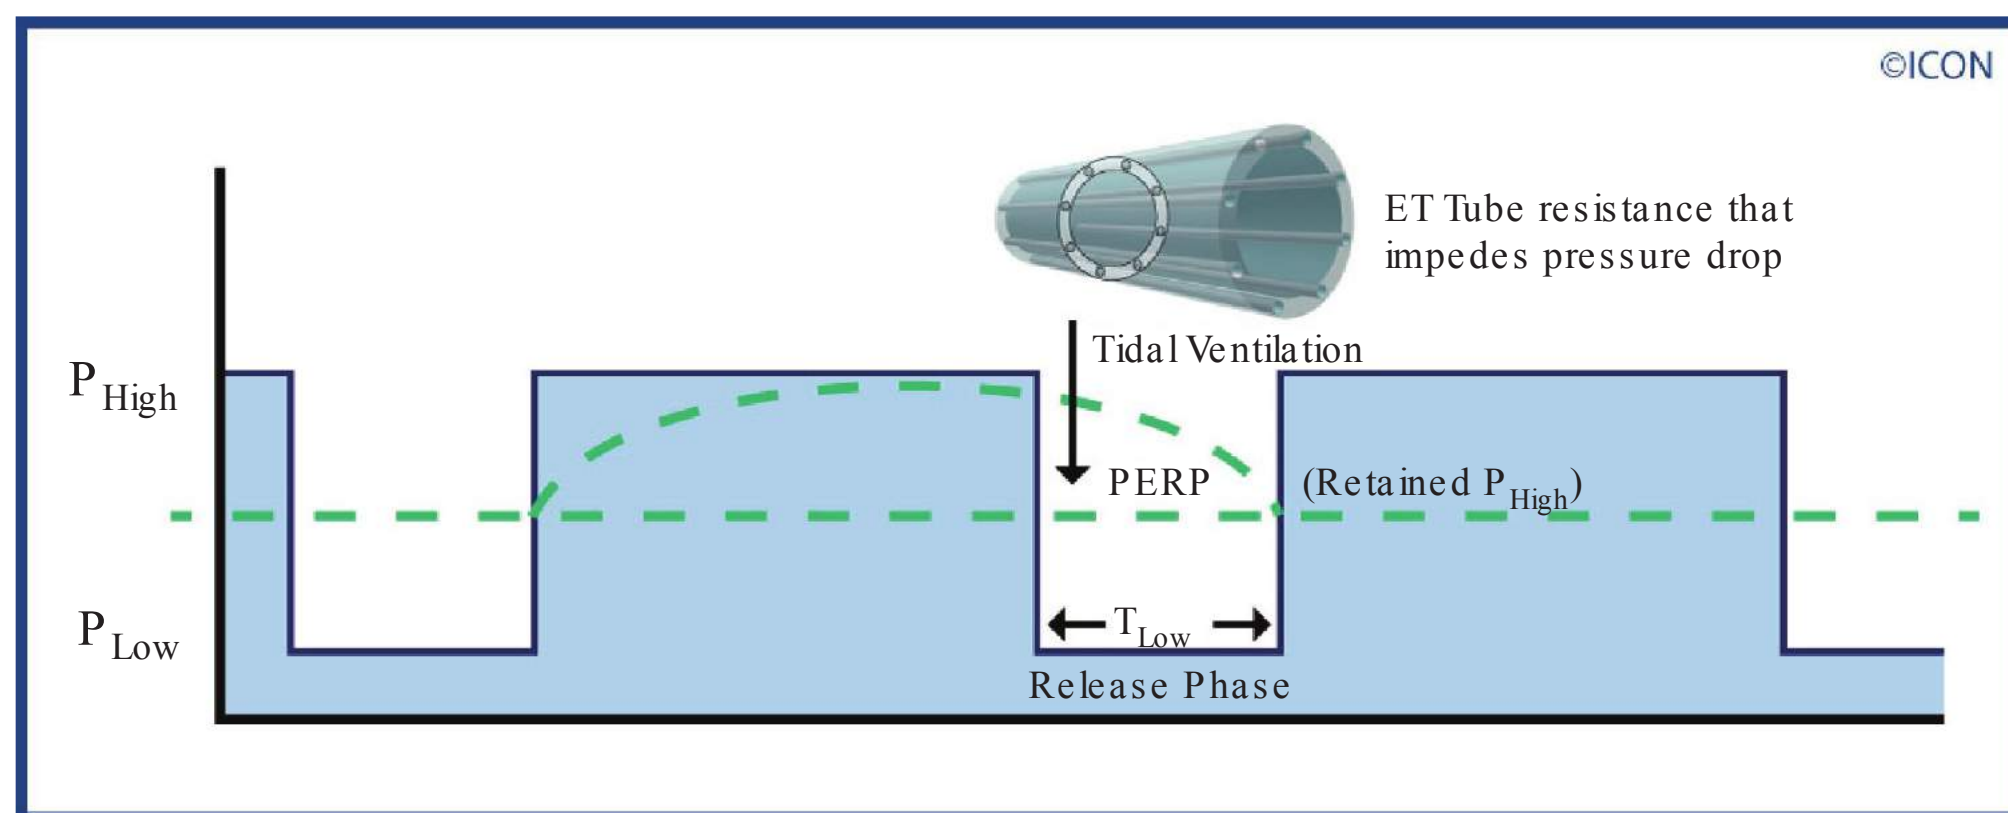 ©ICON
ET Tube resistance that
impedes pressure drop
Tidal Ventilation
P High
PERP
(Retained P High)
P Low
T Low
Release Phase